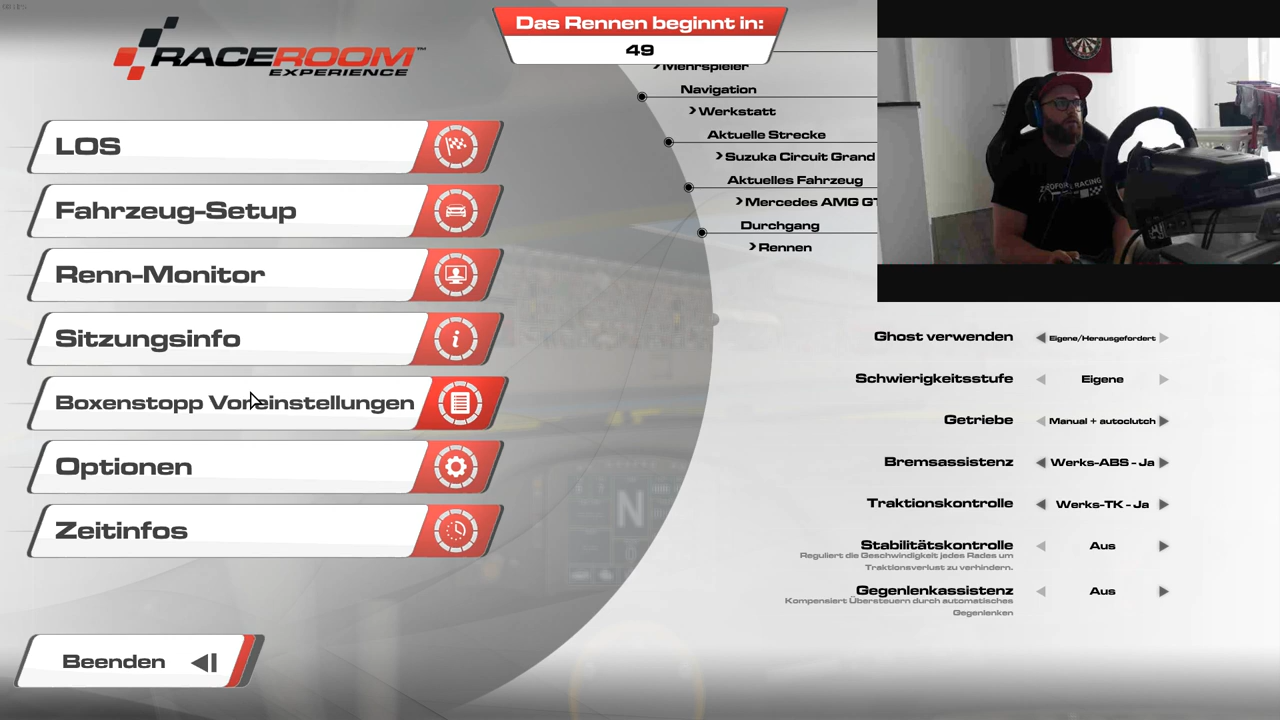 RACEROOM™
EXPERIENCE
Das Rennen beginnt in:
49
> Mehrspieler
Navigation
> Werkstatt
Aktuelle Strecke
> Suzuka Circuit Grand
Aktuelles Fahrzeug
> Mercedes AMG GT
Durchgang
> Rennen
LOS
Fahrzeug-Setup
Renn-Monitor
Sitzungsinfo
Boxenstopp Voreinstellungen
Optionen
Zeitinfos
Beenden
Ghost verwenden Eigene/Herausgefordert
Schwierigkeitsstufe Eigene
Getriebe Manual + autoclutch
Bremsassistenz Werks-ABS - Ja
Traktionskontrolle Werks-TK - Ja
Stabilitätskontrolle Aus
Reguliert die Geschwindigkeit jedes Rades um
Traktionsverlust zu verhindern.
Gegenlenkassistenz Aus
Kompensiert Übersteuern durch automatisches
Gegenlenken
N
RACING